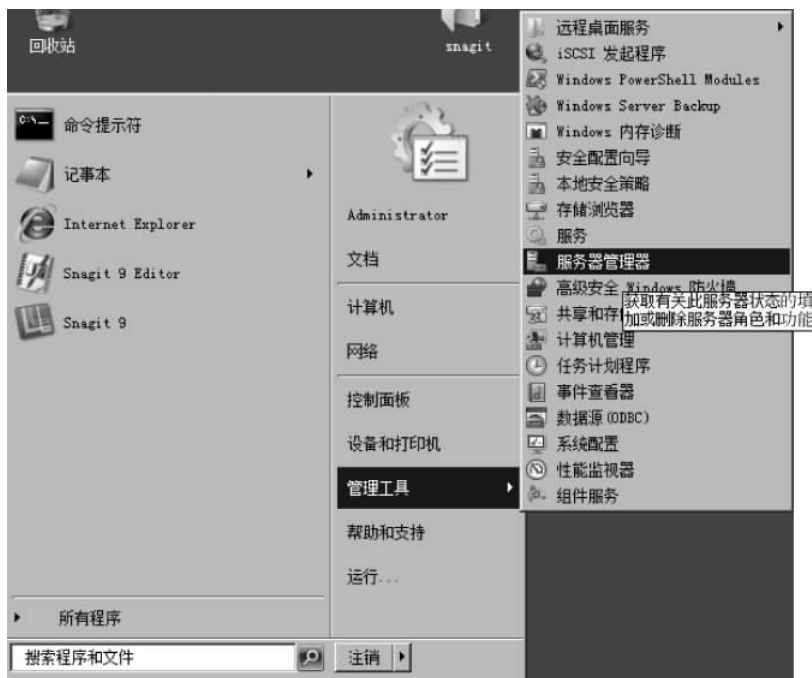 回收站
snagit
命令提示符
记事本
Internet Explorer
Snagit 9 Editor
Snagit 9
所有程序
搜索程序和文件
Administrator
文档
计算机
网络
控制面板
设备和打印机
管理工具
帮助和支持
运行...
注销
远程桌面服务
iSCSI 发起程序
Windows PowerShell Modules
Windows Server Backup
Windows 内存诊断
安全配置向导
本地安全策略
存储浏览器
服务
服务器管理器
高级安全 Windows 防火墙
获取有关此服务器状态的
加或删除服务器角色和功能
共享和存
计算机管理
任务计划程序
事件查看器
数据源(ODBC)
系统配置
性能监视器
组件服务